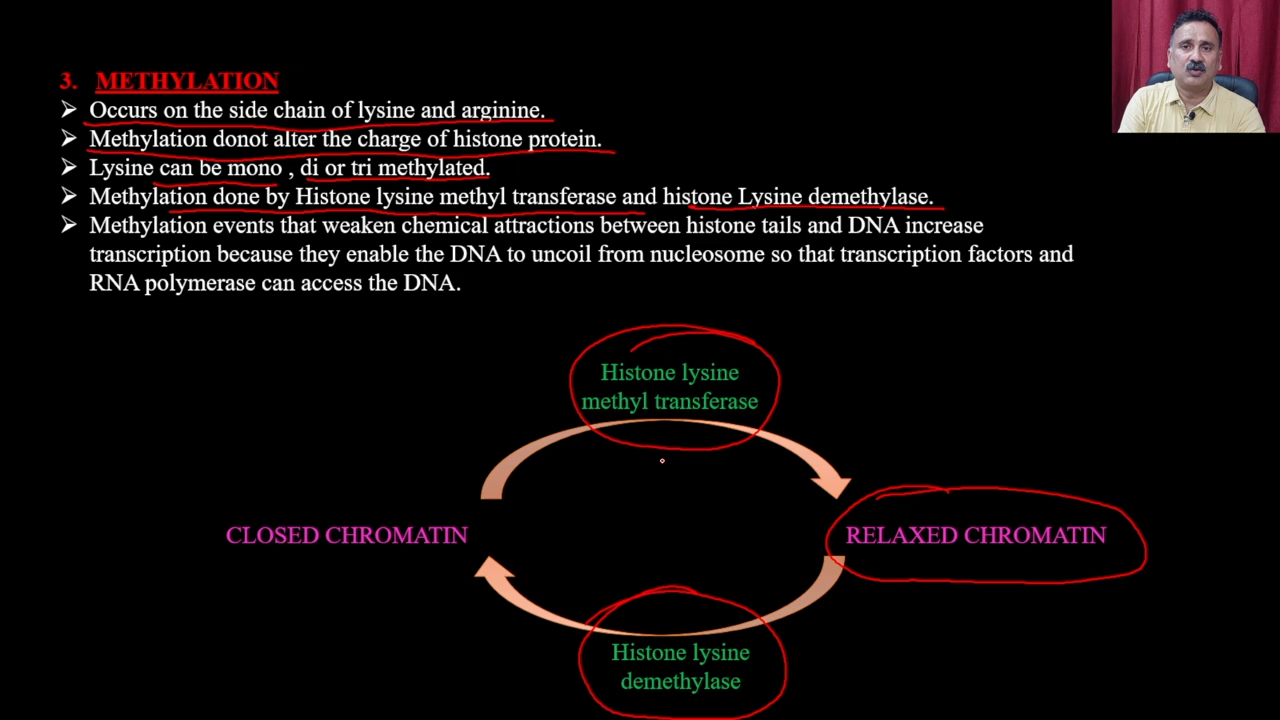 3. METHYLATION
➢ Occurs on the side chain of lysine and arginine.
➢ Methylation donot alter the charge of histone protein.
➢ Lysine can be mono , di or tri methylated.
➢ Methylation done by Histone lysine methyl transferase and histone Lysine demethylase.
➢ Methylation events that weaken chemical attractions between histone tails and DNA increase
transcription because they enable the DNA to uncoil from nucleosome so that transcription factors and
RNA polymerase can access the DNA.
Histone lysine
methyl transferase
CLOSED CHROMATIN
RELAXED CHROMATIN
Histone lysine
demethylase